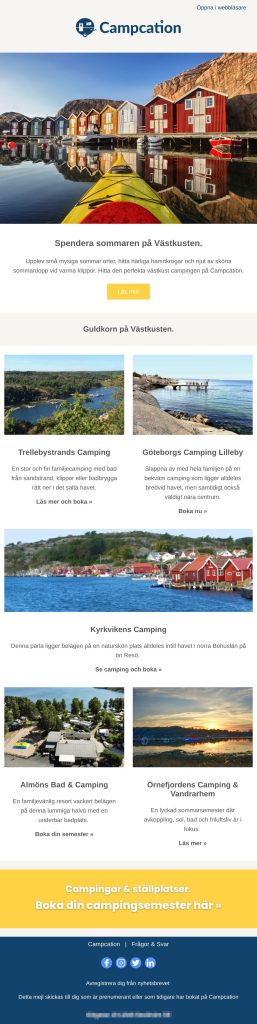 Öppna i webbläsare
Campcation
Spendera sommaren på Västkusten.
Upplev små mysiga sommar orter, hitta härliga hamnkrogar och njut av sköna
sommardopp vid varma klippor. Hitta den perfekta västkust campingen på Campcation.
Läs mer
Guldkorn på Västkusten.
Trellebystrands Camping
En stor och fin familjecamping med bad
från sandstrand, klippor eller badbrygga
rätt ner i det salta havet.
Läs mer och boka »
Göteborgs Camping Lilleby
Slappna av med hela familjen på en
bekväm camping som ligger alldeles
bredvid havet, men samtidigt också
väldigt nära centrum.
Boka nu »
Kyrkvikens Camping
Denna pärla ligger belägen på en naturskön plats alldeles intill havet i norra Bohuslän på
ön Resö.
Se camping och boka »
Almöns Bad & Camping
En familjevänlig resort vackert belägen
på denna lummiga halvö med en
underbar badplats.
Boka din semester »
Örnefjordens Camping &
Vandrarhem
En lyckad sommarsemester där
avkoppling, sol, bad och friluftsliv är i
fokus.
Läs mer »
Campingar & ställplatser.
Boka din campingsemester här »
Campcation | Frågor & Svar
Avregistrera dig från nyhetsbrevet
Detta mejl skickas till dig som är prenumerant eller som tidigare har bokat på Campcation